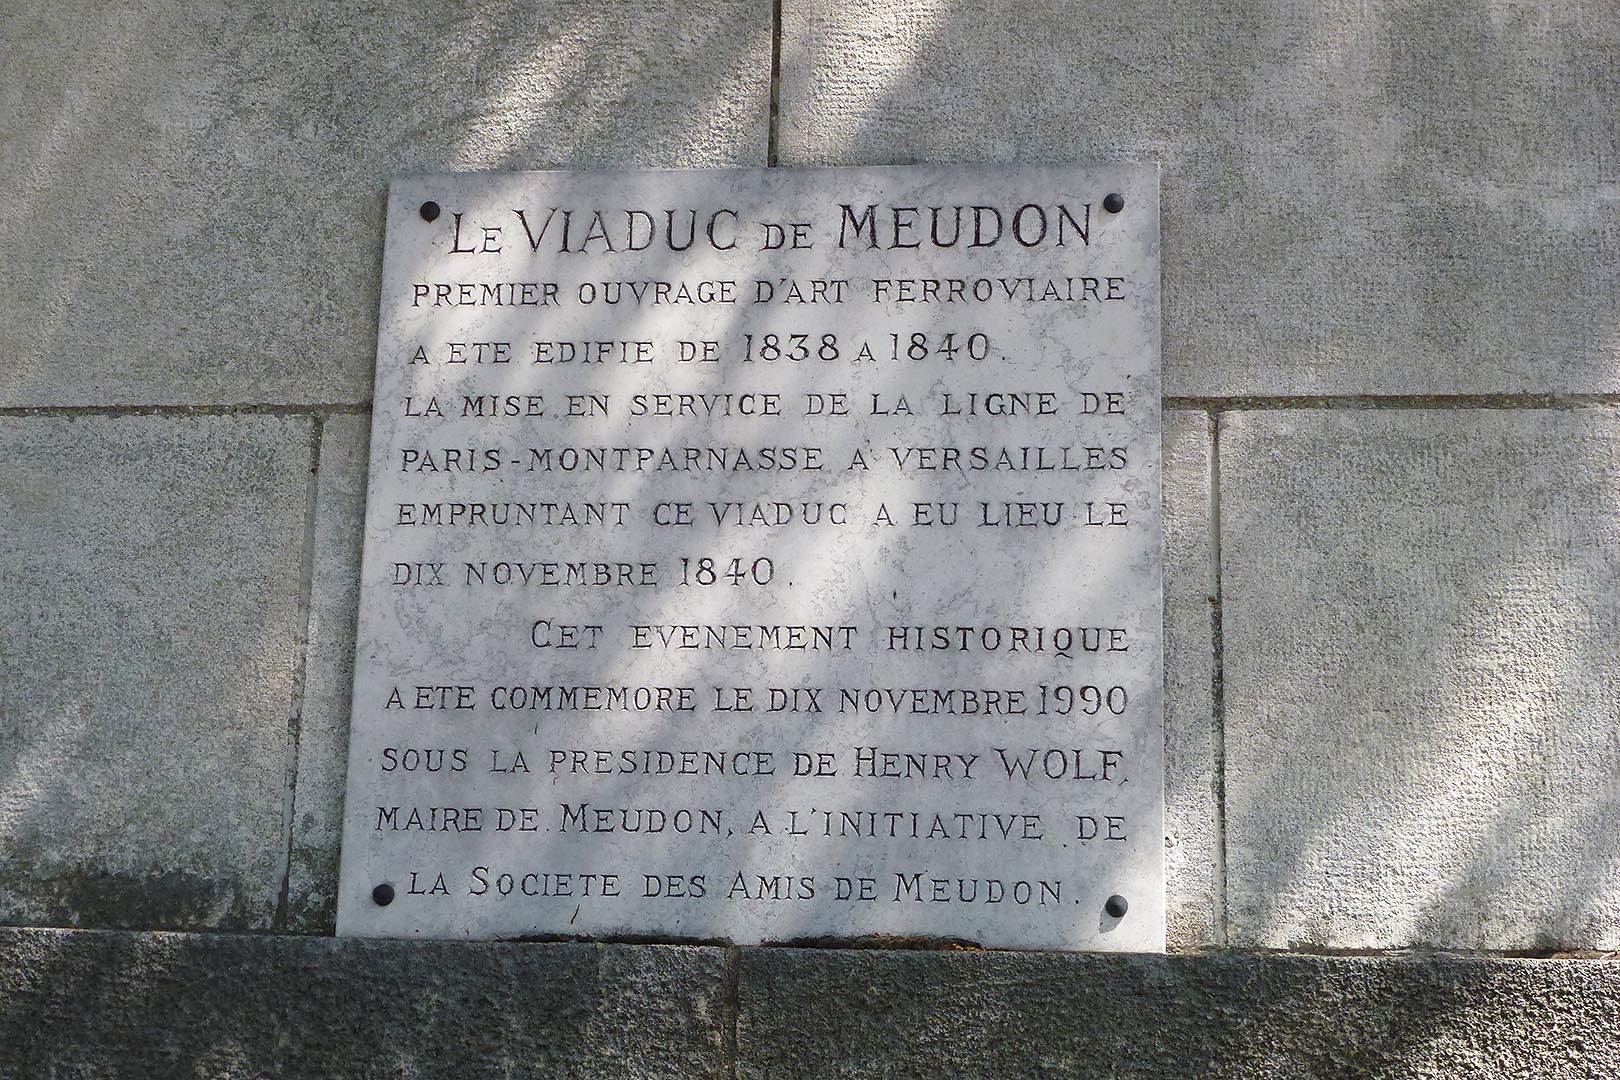 LE VIADUC DE MEUDON
PREMIER OUVRAGE D'ART FERROVIAIRE
A ETE EDIFIE DE 1838 A 1840.
LA MISE EN SERVICE DE LA LIGNE DE
PARIS-MONTPARNASSE A VERSAILLES
EMPRUNTANT CE VIADUC A EU LIEU LE
DIX NOVEMBRE 1840.
CET EVENEMENT HISTORIQUE
A ETE COMMEMORE LE DIX NOVEMBRE 1990
SOUS LA PRESIDENCE DE HENRY WOLF,
MAIRE DE MEUDON, A L'INITIATIVE DE
LA SOCIETE DES AMIS DE MEUDON.